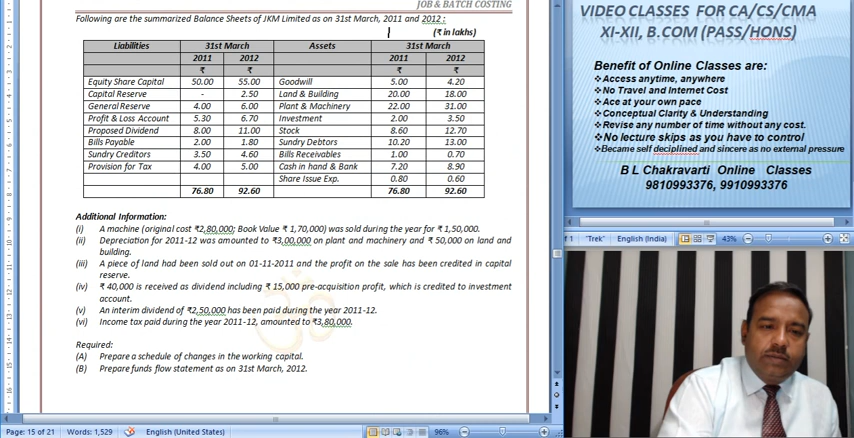 JOB & BATCH COSTING
Following are the summarized Balance Sheets of JKM Limited as on 31st March, 2011 and 2012 :
(₹ in lakhs)
Liabilities 31st March Assets 31st March
2011 2012 2011 2012
₹ ₹ ₹ ₹
Equity Share Capital 50.00 55.00 Goodwill 5.00 4.20
Capital Reserve - 2.50 Land & Building 20.00 18.00
General Reserve 4.00 6.00 Plant & Machinery 22.00 31.00
Profit & Loss Account 5.30 6.70 Investment 2.00 3.50
Proposed Dividend 8.00 11.00 Stock 8.60 12.70
Bills Payable 2.00 1.80 Sundry Debtors 10.20 13.00
Sundry Creditors 3.50 4.60 Bills Receivables 1.00 0.70
Provision for Tax 4.00 5.00 Cash in hand & Bank 7.20 8.90
Share Issue Exp. 0.80 0.60
76.80 92.60 76.80 92.60
Additional Information:
(i) A machine (original cost ₹2,80,000; Book Value ₹ 1,70,000) was sold during the year for ₹ 1,50,000.
(ii) Depreciation for 2011-12 was amounted to ₹3,00,000 on plant and machinery and ₹ 50,000 on land and
building.
(iii) A piece of land had been sold out on 01-11-2011 and the profit on the sale has been credited in capital
reserve.
(iv) ₹ 40,000 is received as dividend including ₹ 15,000 pre-acquisition profit, which is credited to investment
account.
(v) An interim dividend of ₹2,50,000 has been paid during the year 2011-12.
(vi) Income tax paid during the year 2011-12, amounted to ₹3,80,000.
Required:
(A) Prepare a schedule of changes in the working capital.
(B) Prepare funds flow statement as on 31st March, 2012.
Page: 15 of 21 Words: 1,529 English (United States) 96%
VIDEO CLASSES FOR CA/CS/CMA
XI-XII, B.COM (PASS/HONS)
Benefit of Online Classes are:
❖Access anytime, anywhere
❖No Travel and Internet Cost
❖Ace at your own pace
❖Conceptual Clarity & Understanding
❖Revise any number of time without any cost.
❖No lecture skips as you have to control
❖Became self deciplined and sincere as no external pressure
B L Chakravarti Online Classes
9810993376, 9910993376
f 1 "Trek" English (India) 43%